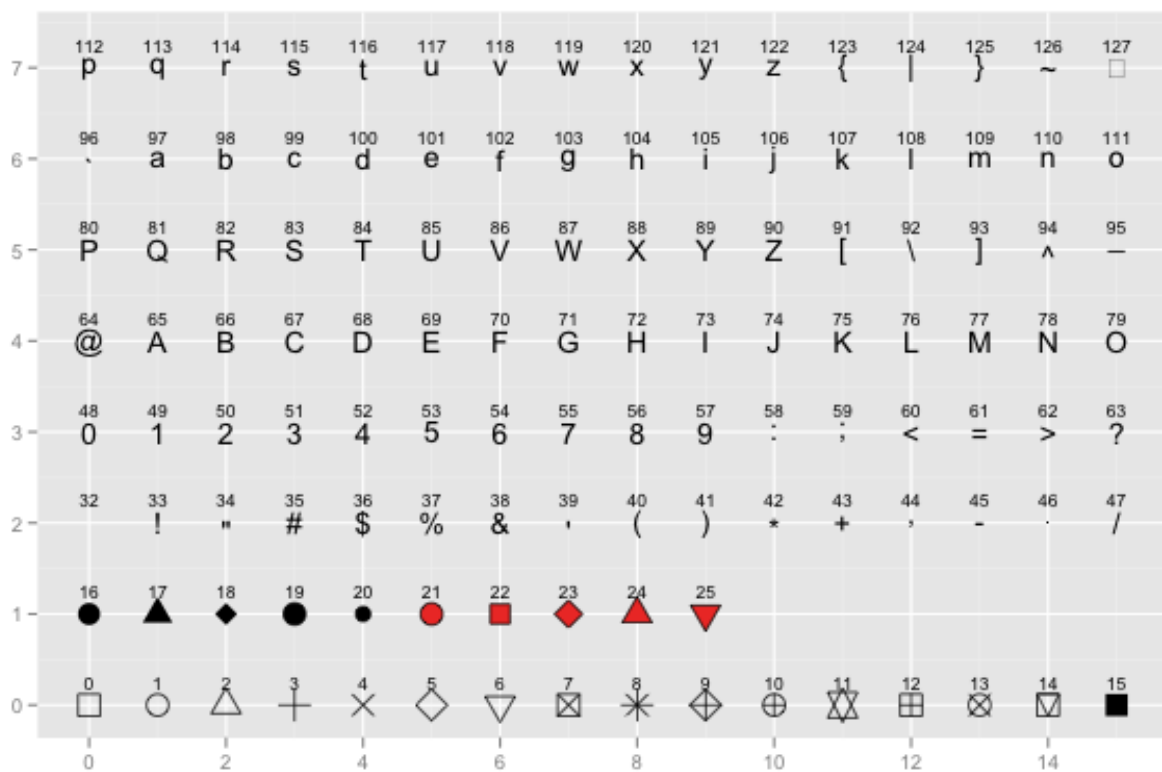 112 113 114 115 116 117 118 119 120 121 122 123 124 125 126 127
7 p q r s t u v w x y z { | } ~ □
96 97 98 99 100 101 102 103 104 105 106 107 108 109 110 111
6 ` a b c d e f g h i j k l m n o
80 81 82 83 84 85 86 87 88 89 90 91 92 93 94 95
5 P Q R S T U V W X Y Z [ \ ] ^ _
64 65 66 67 68 69 70 71 72 73 74 75 76 77 78 79
4 @ A B C D E F G H I J K L M N O
48 49 50 51 52 53 54 55 56 57 58 59 60 61 62 63
3 0 1 2 3 4 5 6 7 8 9 : ; < = > ?
32 33 34 35 36 37 38 39 40 41 42 43 44 45 46 47
2 ! " # $ % & ' ( ) * + , - . /
16 17 18 19 20 21 22 23 24 25
1
0 1 2 3 4 5 6 7 8 9 10 11 12 13 14 15
0
0 2 4 6 8 10 12 14